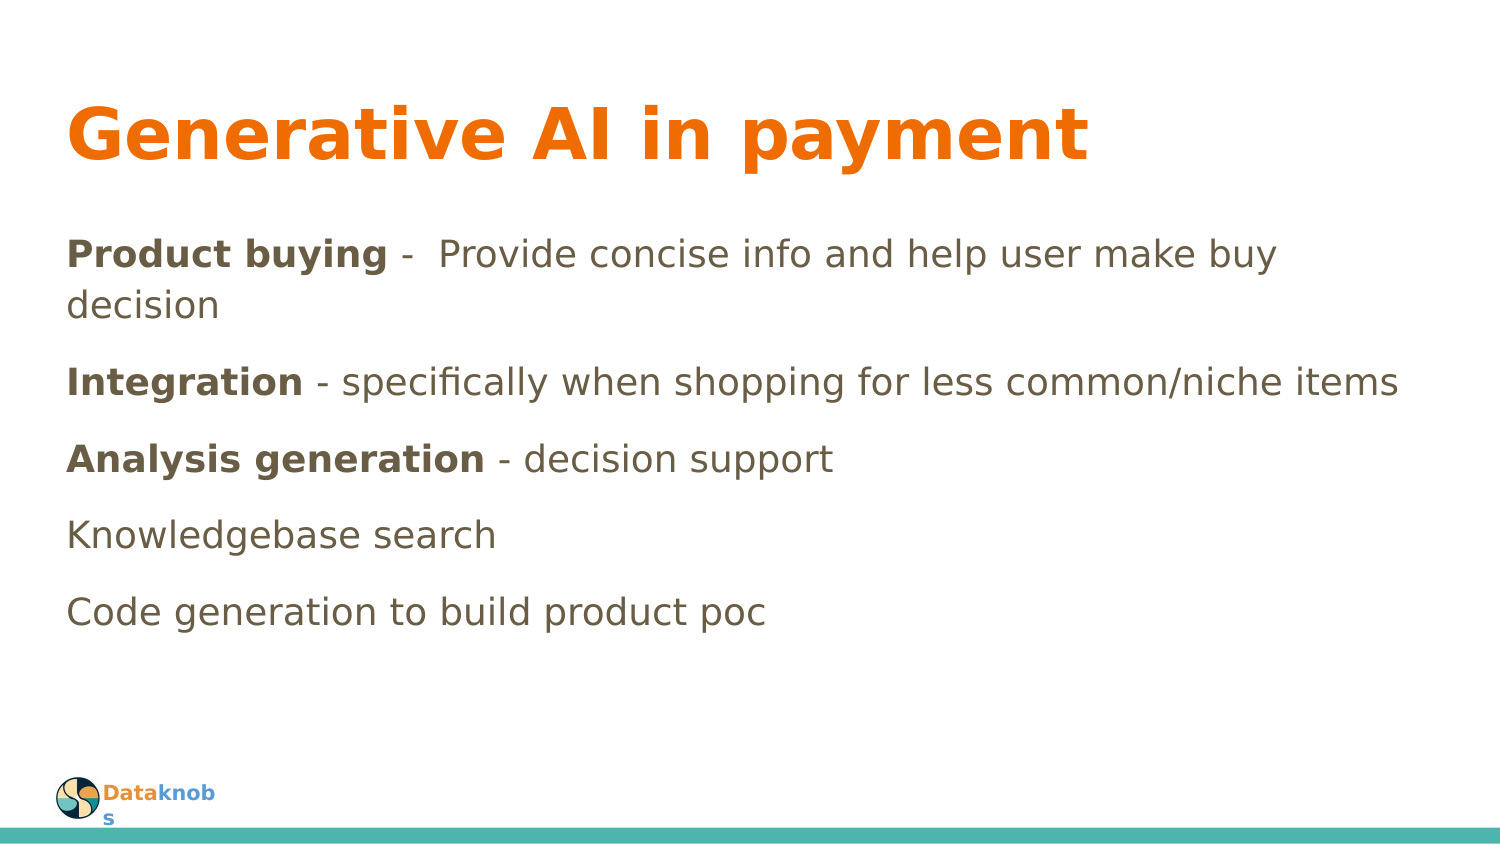 Generative AI in payment
Product buying -  Provide concise info and help user make buy
decision
Integration - specifically when shopping for less common/niche items
Analysis generation - decision support
Knowledgebase search
Code generation to build product poc
Dataknob
s